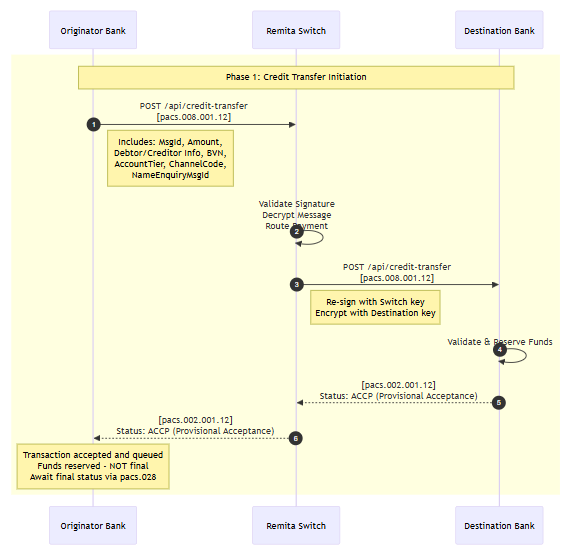 Originator Bank
Remita Switch
Destination Bank
Phase 1: Credit Transfer Initiation
POST /api/credit-transfer
[pacs.008.001.12]
1
Includes: MsgId, Amount,
Debtor/Creditor Info, BVN,
AccountTier, ChannelCode,
NameEnquiryMsgId
Validate Signature
Decrypt Message
Route Payment
2
POST /api/credit-transfer
[pacs.008.001.12]
3
Re-sign with Switch key
Encrypt with Destination key
Validate & Reserve Funds
4
[pacs.002.001.12]
Status: ACCP (Provisional Acceptance)
5
[pacs.002.001.12]
Status: ACCP (Provisional Acceptance)
6
Transaction accepted and queued
Funds reserved - NOT final
Await final status via pacs.028
Originator Bank
Remita Switch
Destination Bank